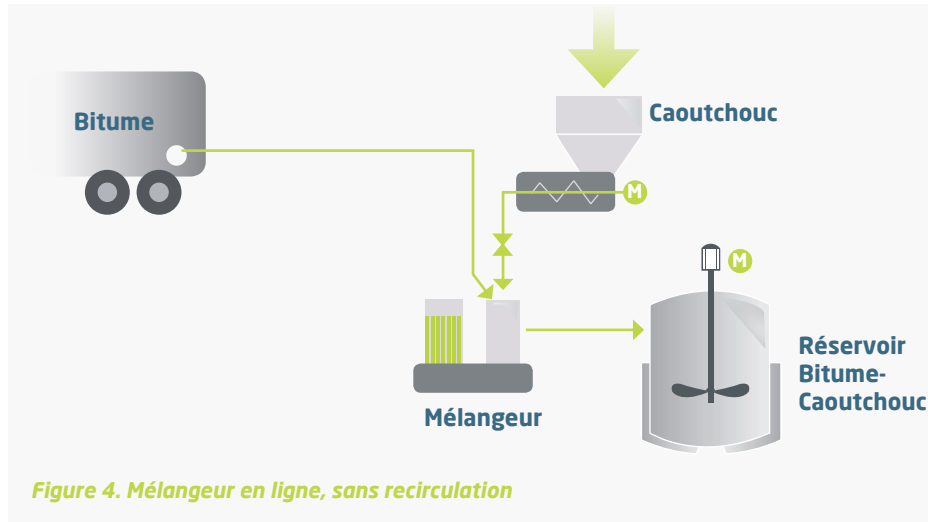 Bitume
Caoutchouc
M
M
Réservoir
Bitume-
Caoutchouc
Mélangeur
Figure 4. Mélangeur en ligne, sans recirculation